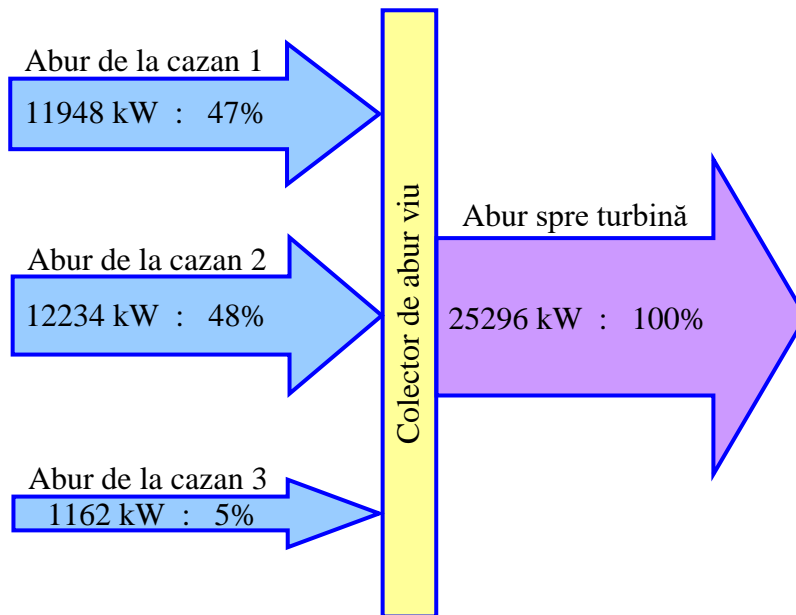 Abur de la cazan 1
11948 kW : 47%
Abur de la cazan 2
12234 kW : 48%
Abur de la cazan 3
1162 kW : 5%
Colector de abur viu
Abur spre turbină
25296 kW : 100%